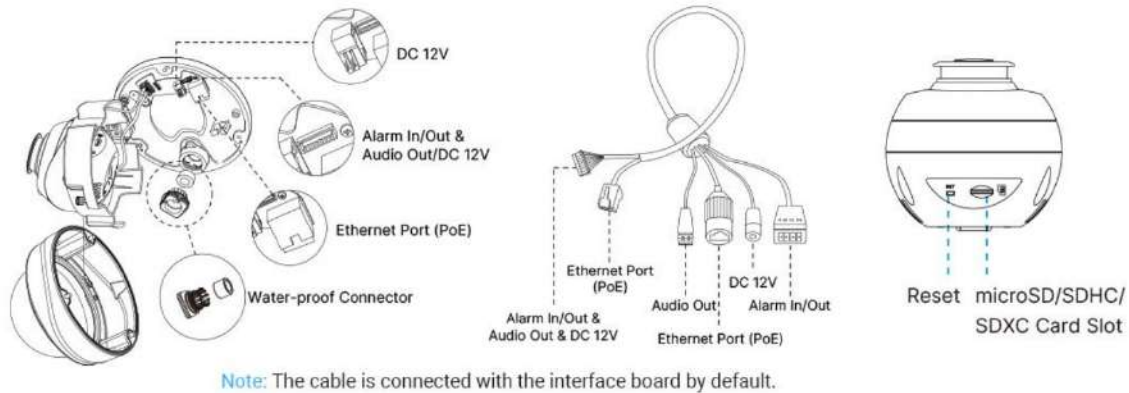 DC 12V
Alarm In/Out &
Audio Out/DC 12V
Ethernet Port (PoE)
Water-proof Connector
Ethernet Port
(PoE)
Alarm In/Out &
Audio Out & DC 12V
Audio Out
Ethernet Port (PoE)
DC 12V
Alarm In/Out
Reset
microSD/SDHC/
SDXC Card Slot
Note: The cable is connected with the interface board by default.